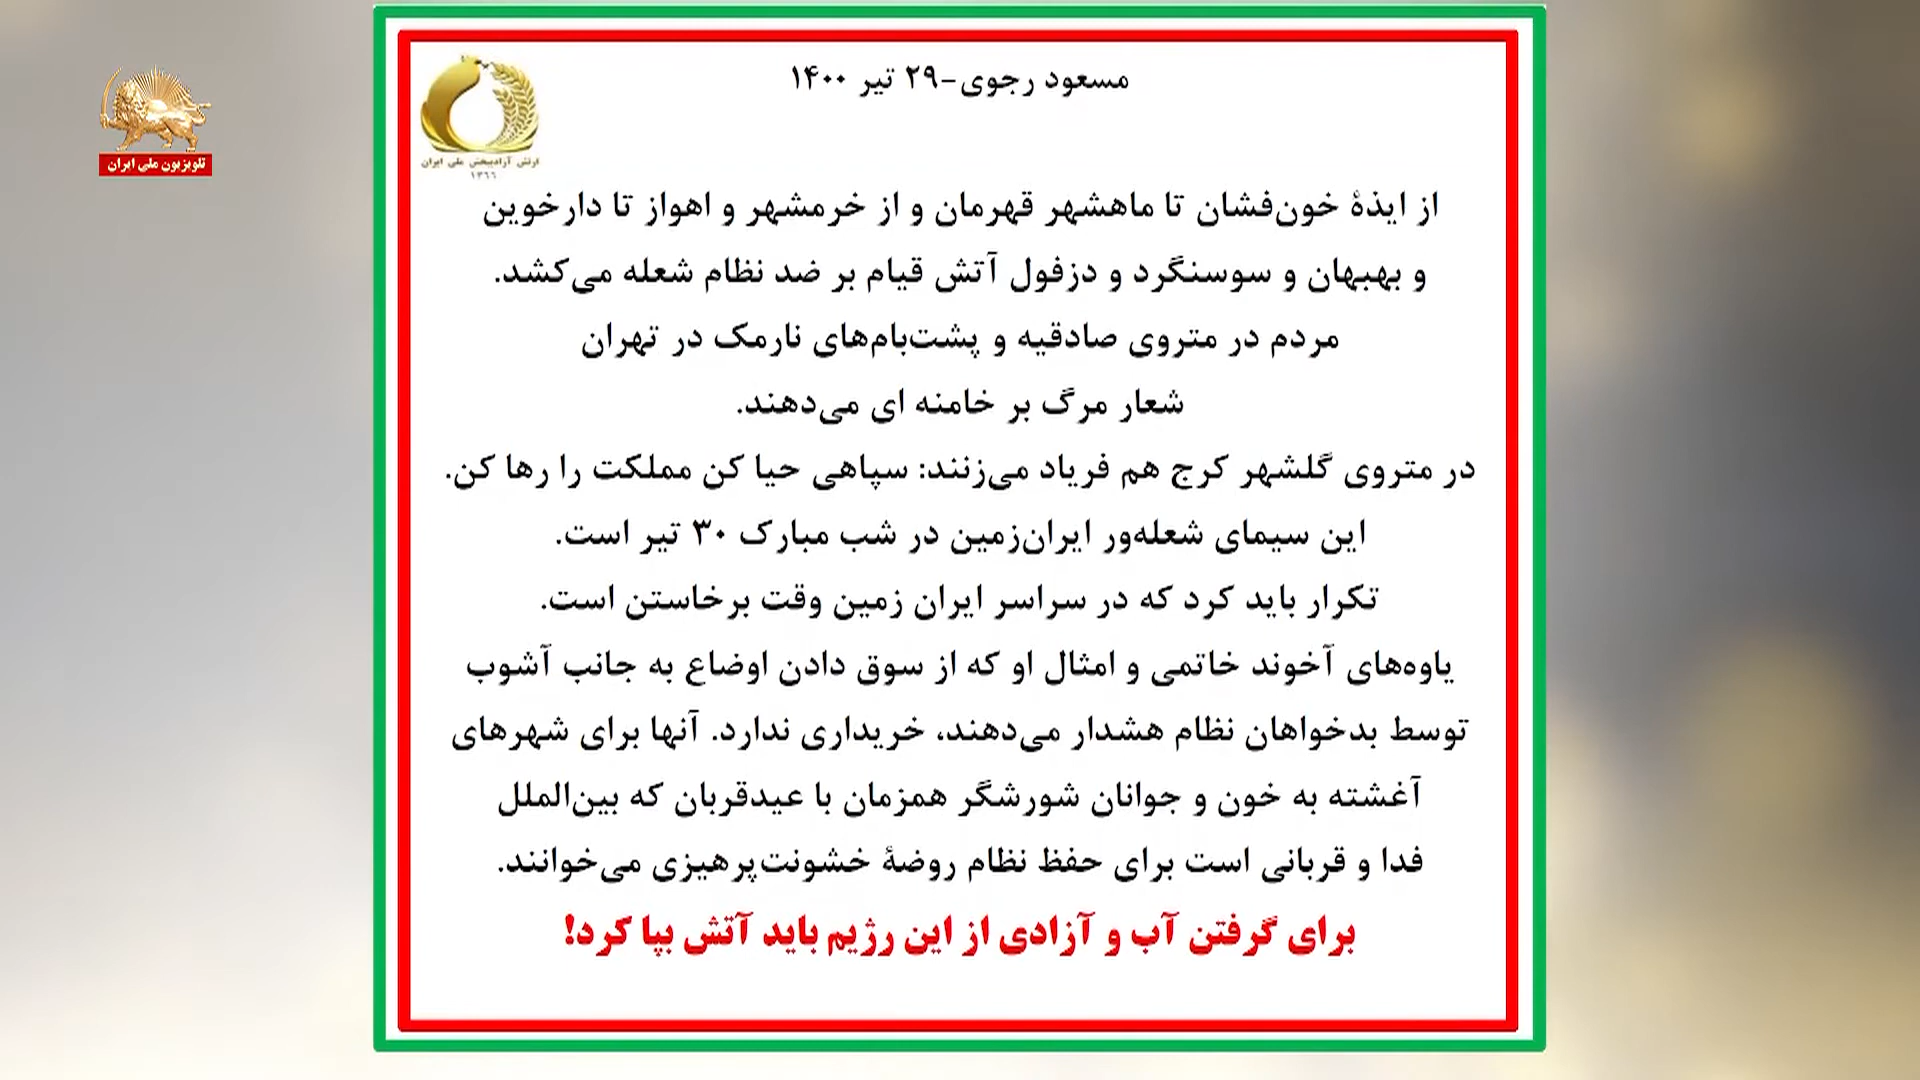 تلویزیون ملی ایران
ارتش آزادیبخش ملی ایران
۱۳۶۶
مسعود رجوی-۲۹ تیر ۱۴۰۰
از ایذهٔ خون‌فشان تا ماهشهر قهرمان و از خرمشهر و اهواز تا دارخوین
و بهبهان و سوسنگرد و دزفول آتش قیام بر ضد نظام شعله می‌کشد.
مردم در متروی صادقیه و پشت‌بام‌های نارمک در تهران
شعار مرگ بر خامنه ای می‌دهند.
در متروی گلشهر کرج هم فریاد می‌زنند: سپاهی حیا کن مملکت را رها کن.
این سیمای شعله‌ور ایران‌زمین در شب مبارک ۳۰ تیر است.
تکرار باید کرد که در سراسر ایران زمین وقت برخاستن است.
یاوه‌های آخوند خاتمی و امثال او که از سوق دادن اوضاع به جانب آشوب
توسط بدخواهان نظام هشدار می‌دهند، خریداری ندارد. آنها برای شهرهای
آغشته به خون و جوانان شورشگر همزمان با عیدقربان که بین‌الملل
فدا و قربانی است برای حفظ نظام روضهٔ خشونت‌پرهیزی می‌خوانند.
برای گرفتن آب و آزادی از این رژیم باید آتش بپا کرد!